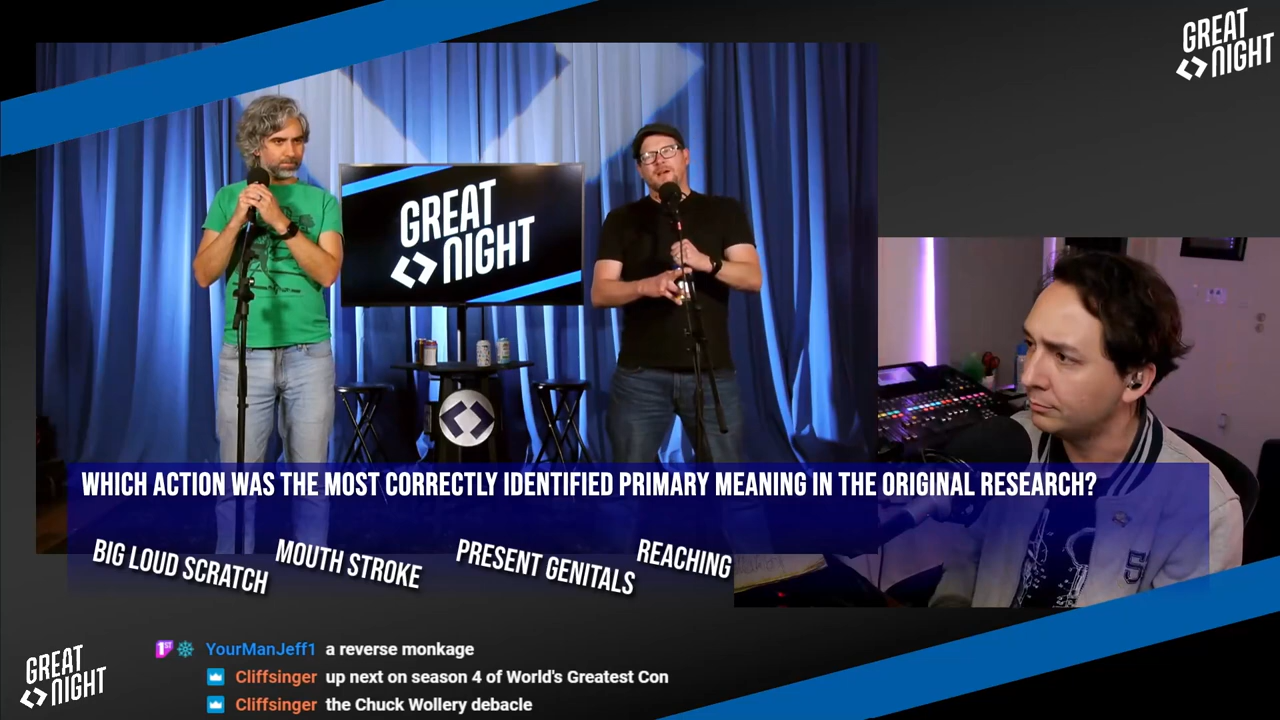 GREAT
NIGHT
GREAT
NIGHT
WHICH ACTION WAS THE MOST CORRECTLY IDENTIFIED PRIMARY MEANING IN THE ORIGINAL RESEARCH?
BIG LOUD SCRATCH
MOUTH STROKE
PRESENT GENITALS
REACHING
5
GREAT
NIGHT
1ST
YourManJeff1 a reverse monkage
Cliffsinger up next on season 4 of World's Greatest Con
Cliffsinger the Chuck Wollery debacle